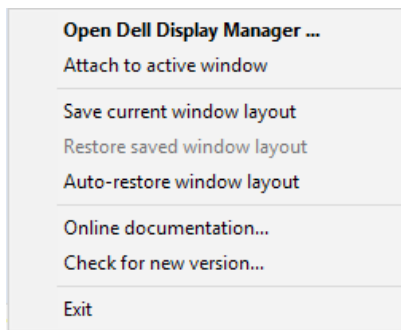 Open Dell Display Manager ...
Attach to active window
Save current window layout
Restore saved window layout
Auto-restore window layout
Online documentation...
Check for new version...
Exit